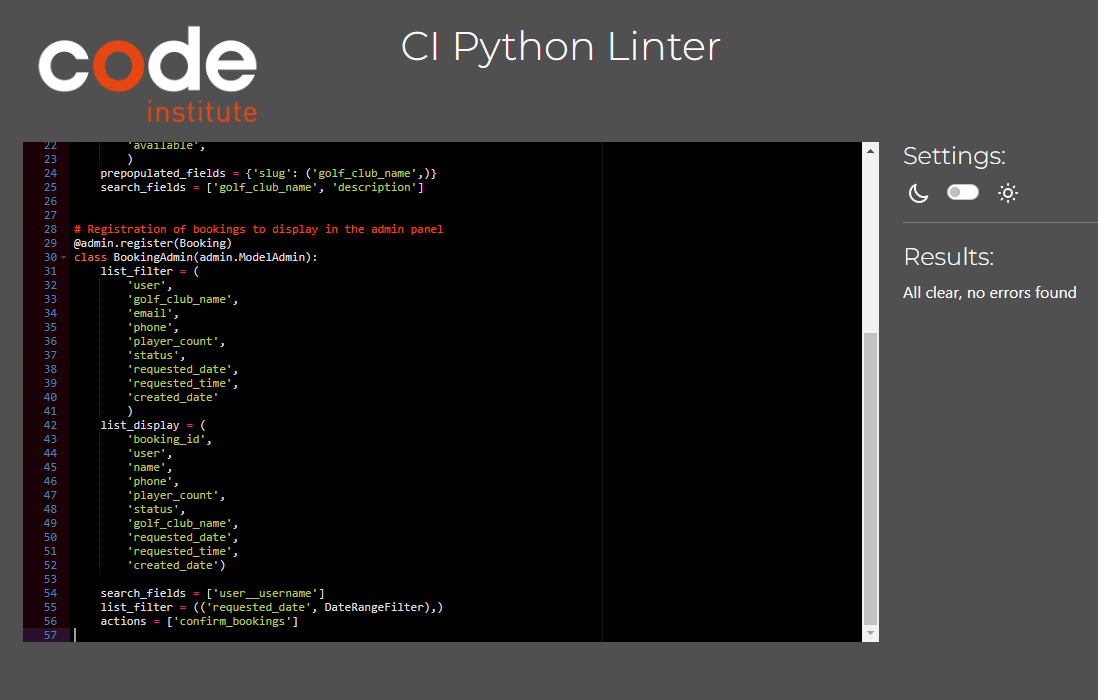 code
institute
CI Python Linter
22 'available',
23 )
24 prepopulated_fields = {'slug': ('golf_club_name',)}
25 search_fields = ['golf_club_name', 'description']
26
27
28 # Registration of bookings to display in the admin panel
29 @admin.register(Booking)
30 class BookingAdmin(admin.ModelAdmin):
31 list_filter = (
32 'user',
33 'golf_club_name',
34 'email',
35 'phone',
36 'player_count',
37 'status',
38 'requested_date',
39 'requested_time',
40 'created_date'
41 )
42 list_display = (
43 'booking_id',
44 'user',
45 'name',
46 'phone',
47 'player_count',
48 'status',
49 'golf_club_name',
50 'requested_date',
51 'requested_time',
52 'created_date')
53
54 search_fields = ['user__username']
55 list_filter = (('requested_date', DateRangeFilter),)
56 actions = ['confirm_bookings']
57
Settings:
Results:
All clear, no errors found